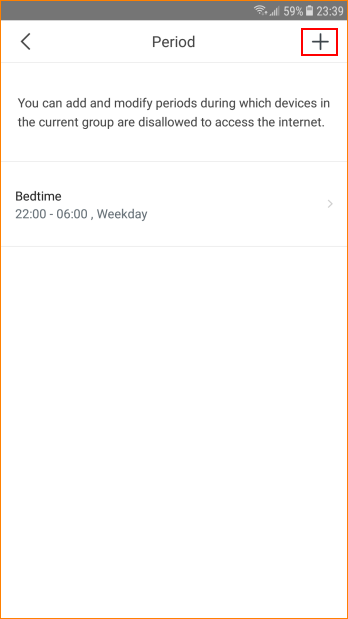 59% 23:39
Period
You can add and modify periods during which devices in
the current group are disallowed to access the internet.
Bedtime
22:00 - 06:00 , Weekday